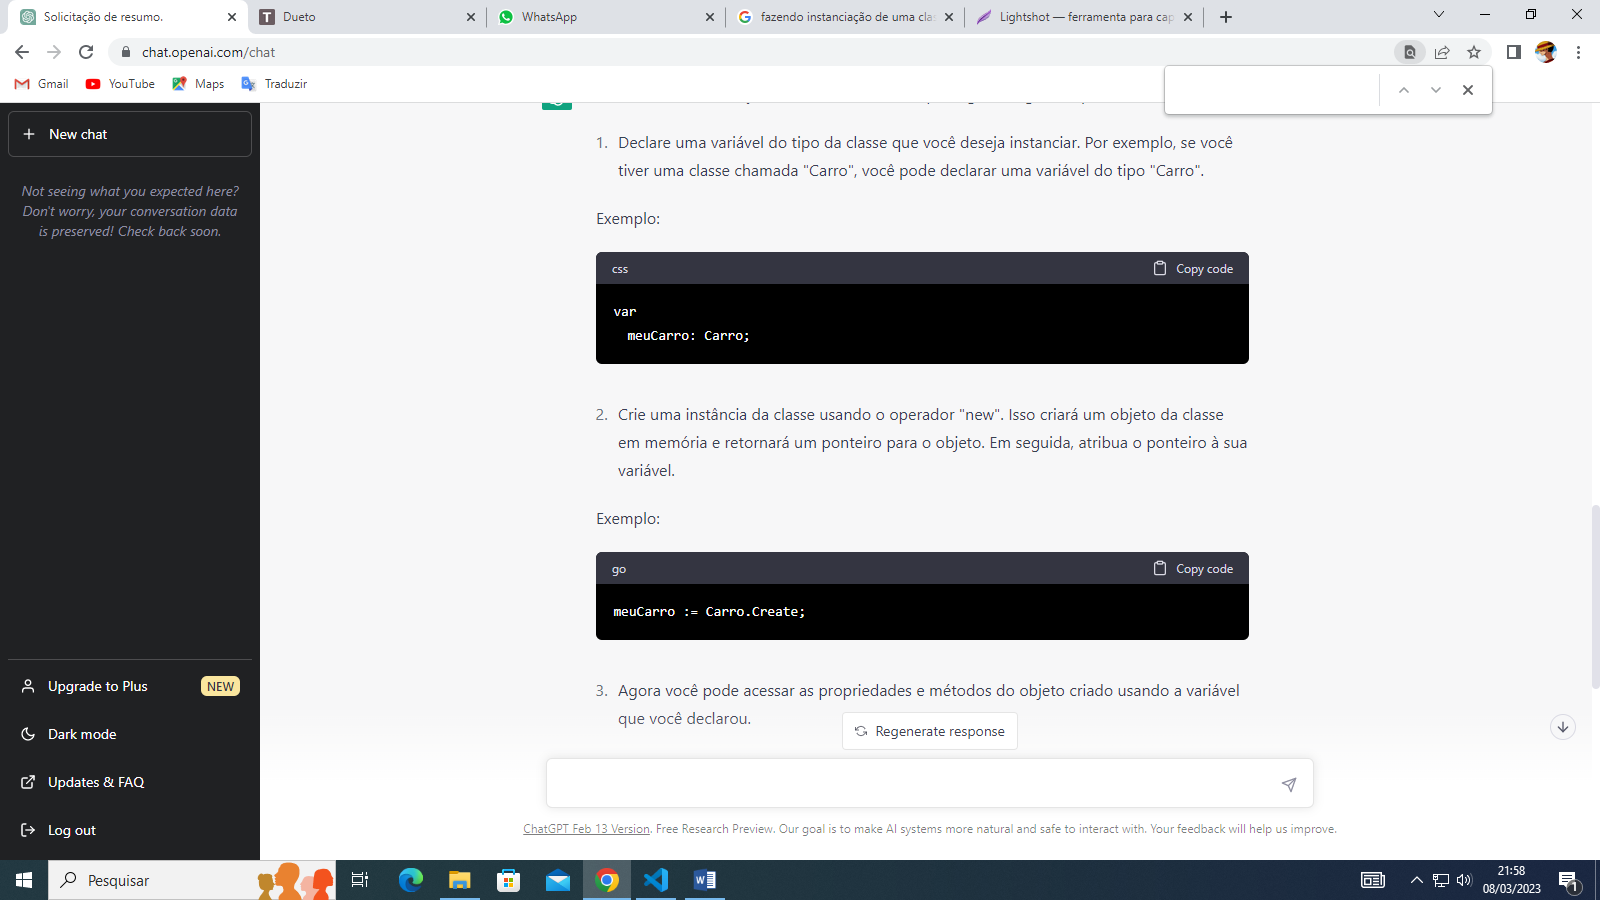 Solicitação de resumo.
Dueto
WhatsApp
fazendo instanciação de uma cla
Lightshot — ferramenta para cap
chat.openai.com/chat
Gmail
YouTube
Maps
Traduzir
New chat
Not seeing what you expected here?
Don't worry, your conversation data
is preserved! Check back soon.
1. Declare uma variável do tipo da classe que você deseja instanciar. Por exemplo, se você
tiver uma classe chamada "Carro", você pode declarar uma variável do tipo "Carro".
Exemplo:
css
Copy code
var
meuCarro: Carro;
2. Crie uma instância da classe usando o operador "new". Isso criará um objeto da classe
em memória e retornará um ponteiro para o objeto. Em seguida, atribua o ponteiro à sua
variável.
Exemplo:
go
Copy code
meuCarro := Carro.Create;
3. Agora você pode acessar as propriedades e métodos do objeto criado usando a variável
que você declarou.
Regenerate response
Upgrade to Plus
NEW
Dark mode
Updates & FAQ
Log out
ChatGPT Feb 13 Version. Free Research Preview. Our goal is to make AI systems more natural and safe to interact with. Your feedback will help us improve.
Pesquisar
21:58
08/03/2023
1